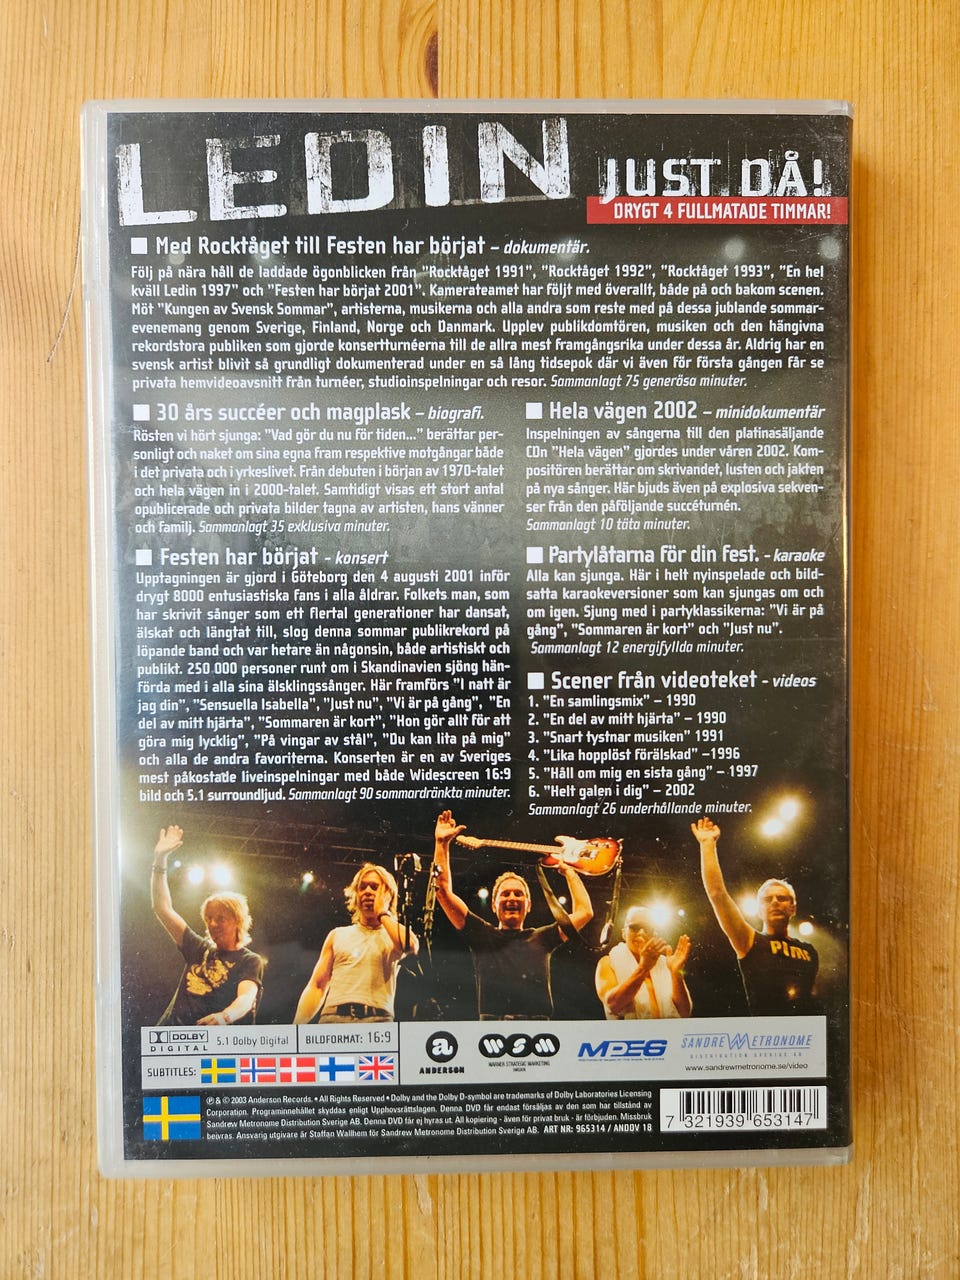 LEDIN
JUST DÅ!
DRYGT 4 FULLMATADE TIMMAR!
Med Rocktåget till Festen har börjat – dokumentär.
Följ på nära håll de laddade ögonblicken från "Rocktåget 1991", "Rocktåget 1992", "Rocktåget 1993", "En hel
kväll Ledin 1997" och "Festen har börjat 2001". Kamerateamet har följt med överallt, både på och bakom scenen.
Möt "Kungen av Svensk Sommar", artisterna, musikerna och alla andra som reste med på dessa jublande sommar-
evenemang genom Sverige, Finland, Norge och Danmark. Upplev publikdomtören, musiken och den hängivna
rekordstora publiken som gjorde konsertturnéerna till de allra mest framgångsrika under dessa år. Aldrig har en
svensk artist blivit så grundligt dokumenterad under en så lång tidsepok där vi även för första gången får se
privata hemvideoavsnitt från turnéer, studioinspelningar och resor. Sammanlagt 75 generösa minuter.
30 års succéer och magplask – biografi.
Rösten vi hört sjunga: "Vad gör du nu för tiden..." berättar per-
sonligt och naket om sina egna fram respektive motgångar både
i det privata och i yrkeslivet. Från debuten i början av 1970-talet
och hela vägen in i 2000-talet. Samtidigt visas ett stort antal
opublicerade och privata bilder tagna av artisten, hans vänner
och familj. Sammanlagt 35 exklusiva minuter.
Festen har börjat - konsert
Upptagningen är gjord i Göteborg den 4 augusti 2001 inför
drygt 8000 entusiastiska fans i alla åldrar. Folkets man, som
har skrivit sånger som ett flertal generationer har dansat,
älskat och längtat till, slog denna sommar publikrekord på
löpande band och var hetare än någonsin, både artistiskt och
publikt. 250 000 personer runt om i Skandinavien sjöng hän-
förda med i alla sina älsklingssånger. Här framförs "I natt är
jag din", "Sensuella Isabella", "Just nu", "Vi är på gång", "En
del av mitt hjärta", "Sommaren är kort", "Hon gör allt för att
göra mig lycklig", "På vingar av stål", "Du kan lita på mig"
och alla de andra favoriterna. Konserten är en av Sveriges
mest påkostade liveinspelningar med både Widescreen 16:9
bild och 5.1 surroundljud. Sammanlagt 90 sommardränkta minuter.
Hela vägen 2002 – minidokumentär
Inspelningen av sångerna till den platinasäljande
CDn "Hela vägen" gjordes under våren 2002. Kom-
positören berättar om skrivandet, lusten och jakten
på nya sånger. Här bjuds även på explosiva sekven-
ser från den påföljande succéturnén.
Sammanlagt 10 täta minuter.
Partylåtarna för din fest. - karaoke
Alla kan sjunga. Här i helt nyinspelade och bild-
satta karaokeversioner som kan sjungas om och
om igen. Sjung med i partyklassikerna: "Vi är på
gång", "Sommaren är kort" och "Just nu".
Sammanlagt 12 energifyllda minuter.
Scener från videoteket - videos
1. "En samlingsmix" – 1990
2. "En del av mitt hjärta" – 1990
3. "Snart tystnar musiken" 1991
4. "Lika hopplöst förälskad" –1996
5. "Håll om mig en sista gång" – 1997
6. "Helt galen i dig" – 2002
Sammanlagt 26 underhållande minuter.
DOLBY
DIGITAL
5.1 Dolby Digital
BILDFORMAT: 16:9
SUBTITLES:
a
ANDERSON
WSM
WARNER STRATEGIC MARKETING
SWEDEN
MPEG
SANDREW METRONOME
DISTRIBUTION SVERIGE AB
www.sandrewmetronome.se/video
℗ & © 2003 Anderson Records. • All Rights Reserved • Dolby and the Dolby D-symbol are trademarks of Dolby Laboratories Licensing
Corporation. Programinnehållet skyddas enligt Upphovsrättslagen. Denna DVD får endast försäljas av den som har tillstånd av
Sandrew Metronome Distribution Sverige AB. Denna DVD får ej hyras ut. All kopiering - även för privat bruk - är förbjuden. Missbruk
beivras. Ansvarig utgivare är Staffan Wallhem för Sandrew Metronome Distribution Sverige AB. ART NR: 965314 / ANDDV 18
7 321939 653147